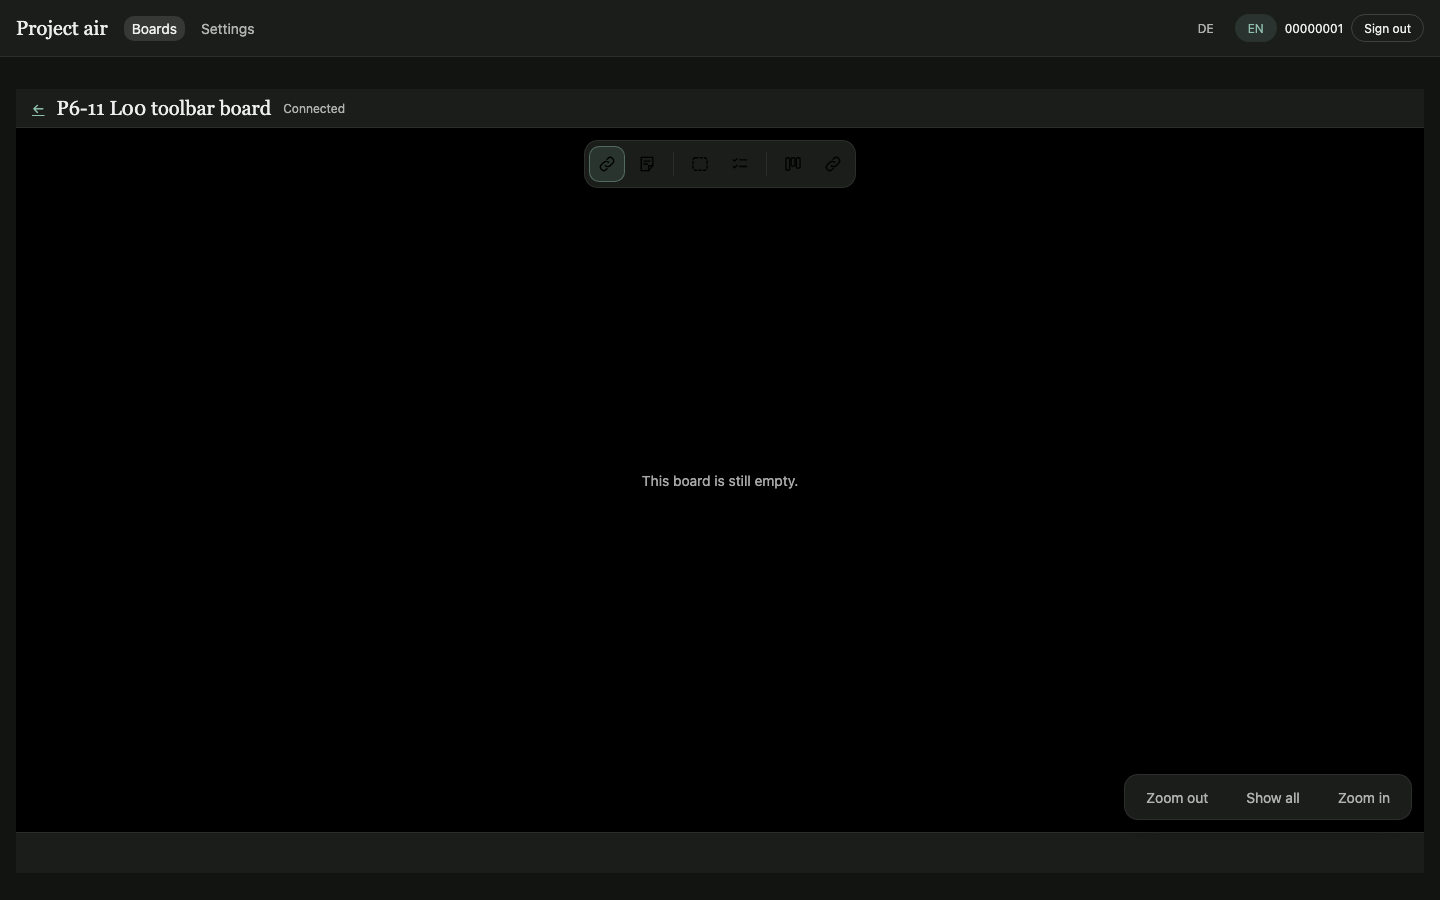 Project air
Boards
Settings
DE
EN
00000001
Sign out
P6-11 L00 toolbar board
Connected
This board is still empty.
Zoom out
Show all
Zoom in